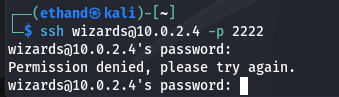 ┌──(ethand㉿kali)-[~]
└─$ ssh wizards@10.0.2.4 -p 2222
wizards@10.0.2.4's password:
Permission denied, please try again.
wizards@10.0.2.4's password: